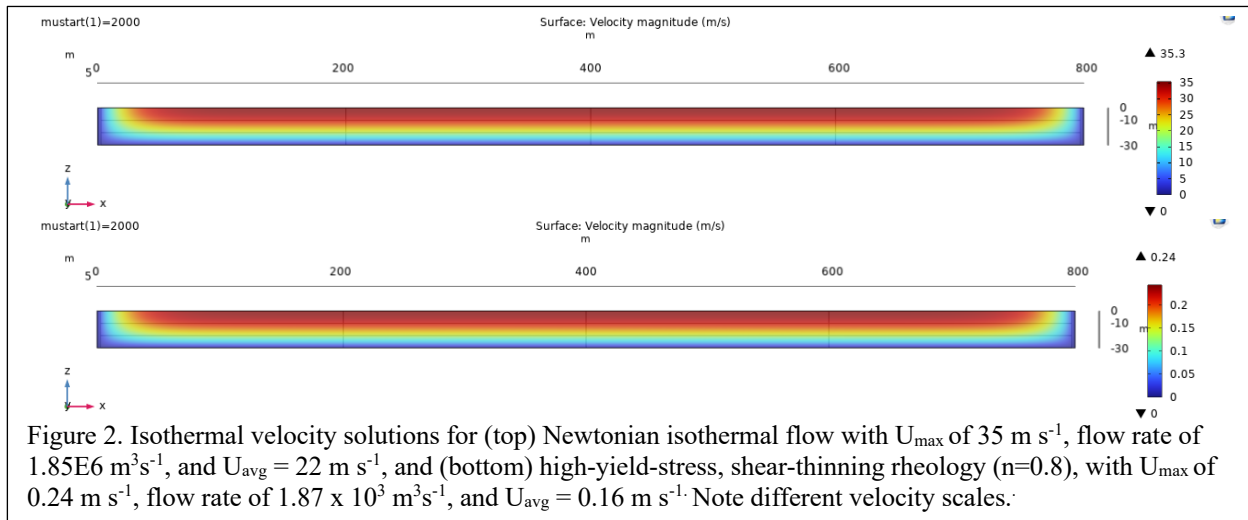 mustart(1)=2000 Surface: Velocity magnitude (m/s)
m
m
5 0 200 400 600 800
▲ 35.3
35
30
25
20
15
10
5
0
▼ 0
0
-10
m
-30
z
y x
mustart(1)=2000 Surface: Velocity magnitude (m/s)
m
m
5 0 200 400 600 800
▲ 0.24
0.2
0.15
0.1
0.05
0
▼ 0
0
-10
m
-30
z
y x
Figure 2. Isothermal velocity solutions for (top) Newtonian isothermal flow with Umax of 35 m s-1, flow rate of
1.85E6 m3s-1, and Uavg = 22 m s-1, and (bottom) high-yield-stress, shear-thinning rheology (n=0.8), with Umax of
0.24 m s-1, flow rate of 1.87 x 103 m3s-1, and Uavg = 0.16 m s-1. Note different velocity scales.